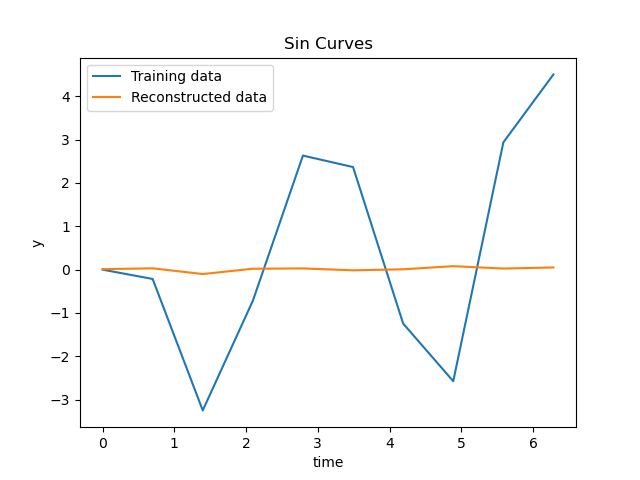 Sin Curves
Training data
Reconstructed data
4
3
2
1
0
−1
−2
−3
y
0 1 2 3 4 5 6
time